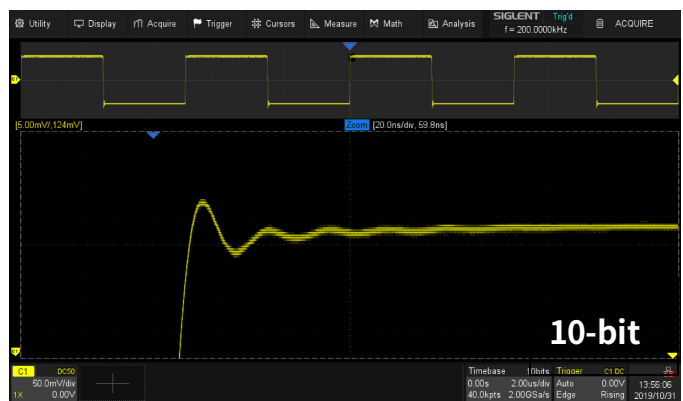 Utility Display Acquire Trigger Cursors Measure Math Analysis SIGLENT Trig'd ACQUIRE
f = 200.0000kHz
[5.00mV/,124mV] Zoom [20.0ns/div, 59.8ns]
10-bit
C1 DC50 Timebase 10bits Trigger C1 DC
50.0mV/div 0.00s 2.00us/div Auto 0.00V 13:56:06
1X 0.00V 40.0kpts 2.00GSa/s Edge Rising 2019/10/31